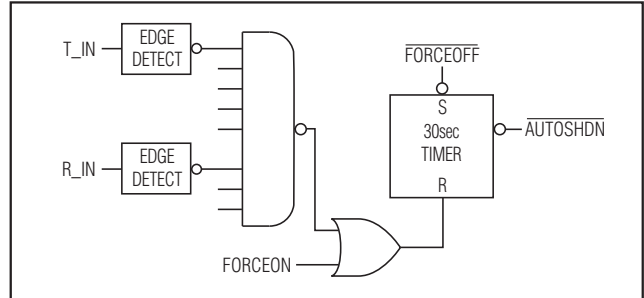 T_IN
EDGE
DETECT
R_IN
EDGE
DETECT
FORCEON
FORCEOFF
S
30sec
TIMER
R
AUTOSHDN